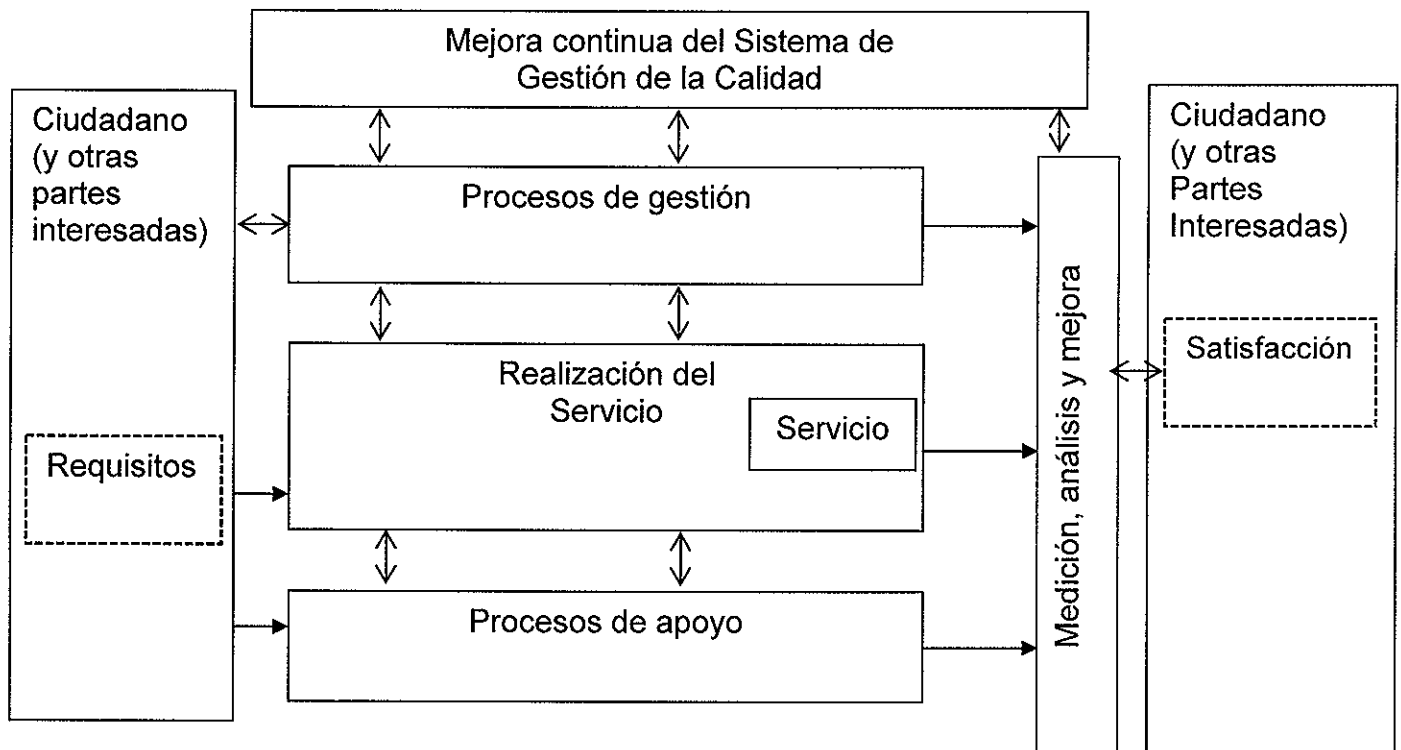 Mejora continua del Sistema de
Gestión de la Calidad
Ciudadano
(y otras
partes
interesadas)
Requisitos
Procesos de gestión
Realización del
Servicio
Servicio
Procesos de apoyo
Medición, análisis y mejora
Ciudadano
(y otras
Partes
Interesadas)
Satisfacción